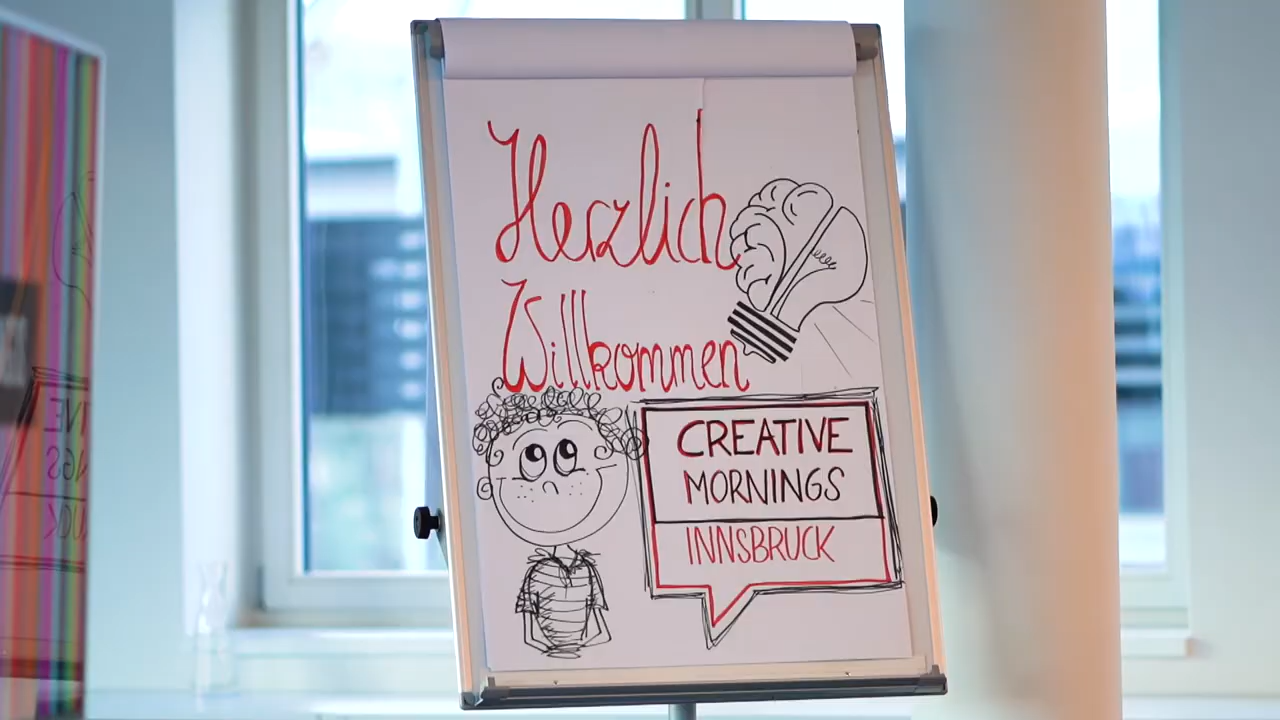 Herzlich
Willkommen
CREATIVE
MORNINGS
INNSBRUCK